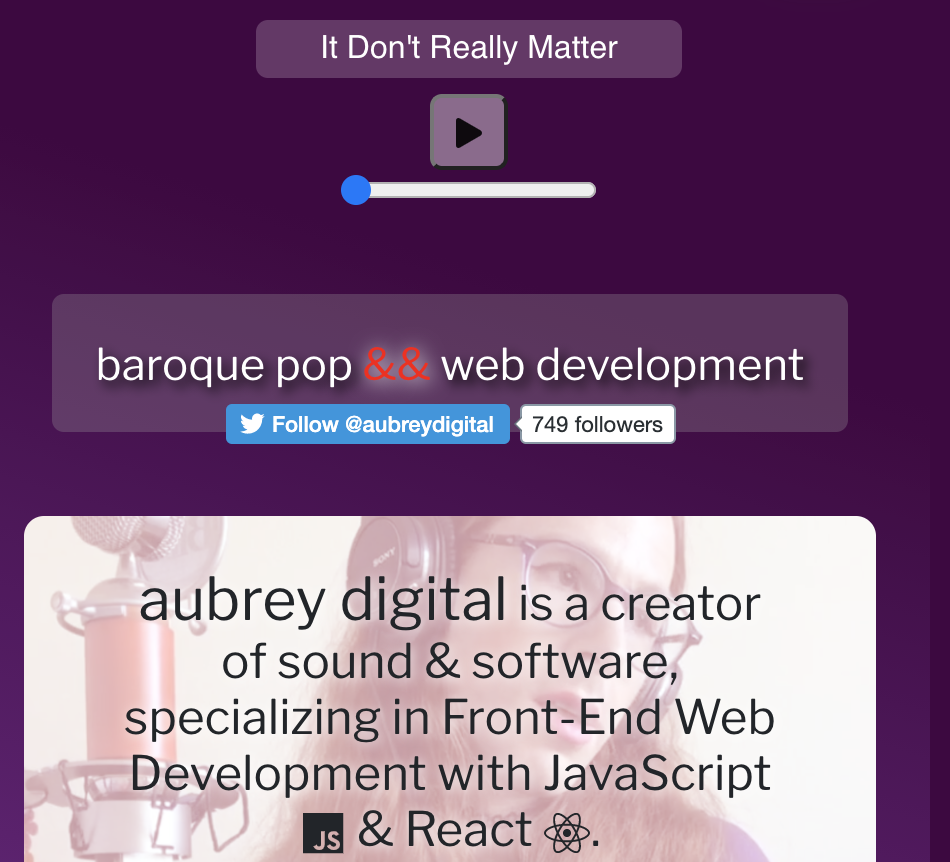 It Don't Really Matter
baroque pop && web development
Follow @aubreydigital
749 followers
SONY
aubrey digital is a creator
of sound & software,
specializing in Front-End Web
Development with JavaScript
JS & React .